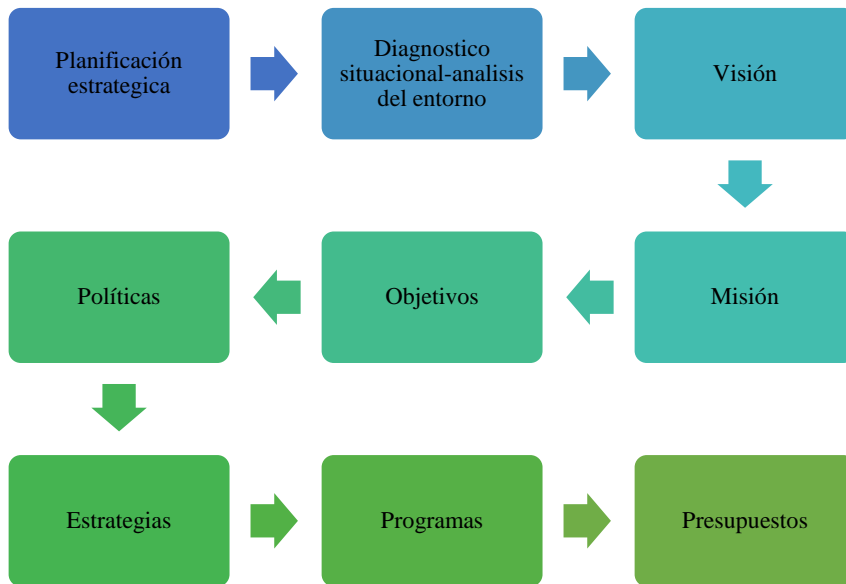 Planificación
estrategica
Diagnostico
situacional-analisis
del entorno
Visión
Misión
Objetivos
Políticas
Estrategias
Programas
Presupuestos